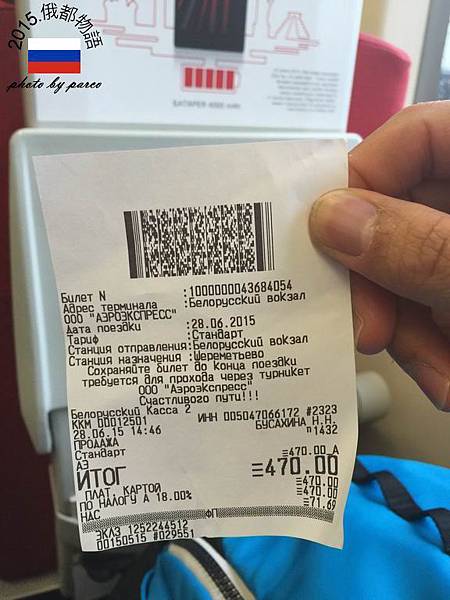 2015.俄都物語
photo by parco
BATARER 4000 mAh
Билет N :1000000043684054
Адрес терминала :Белорусский вокзал
ООО "АЭРОЭКСПРЕСС"
Дата поездки :28.06.2015
Тариф :Стандарт
Станция отправления:Белорусский вокзал
Станция назначения :Шереметьево
Сохраняйте билет до конца поездки
требуется для прохода через турникет
ООО "Аэроэкспресс"
Счастливого пути!!!
Белорусский Касса 2
ККМ 00012501 ИНН 005047066172 #2323
28.06.15 14:46 БУСАХИНА Н.Н.
ПРОДАЖА п1432
Стандарт ≡470.00 А
АЭ
ИТОГ ≡470.00
ПЛАТ. КАРТОЙ ≡470.00
ПО НАЛОГУ А 18.00% ≡470.00
НДС ≡71.69
ФП
ЭКЛЗ 1252244512
00150515 #029551